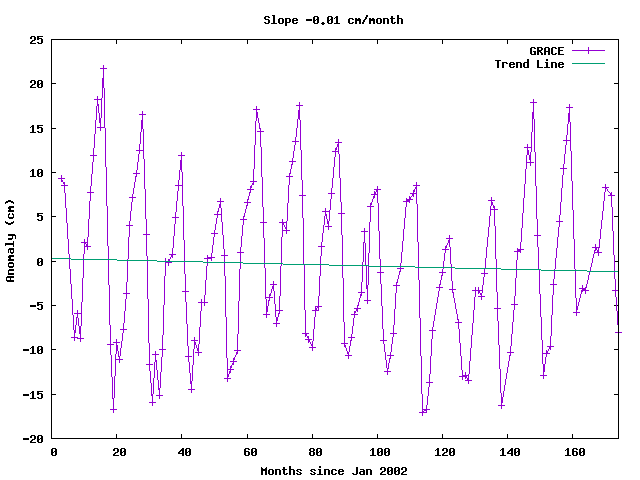 Slope -0.01 cm/month
GRACE
Trend Line
Anomaly (cm)
25
20
15
10
5
0
-5
-10
-15
-20
0 20 40 60 80 100 120 140 160
Months since Jan 2002